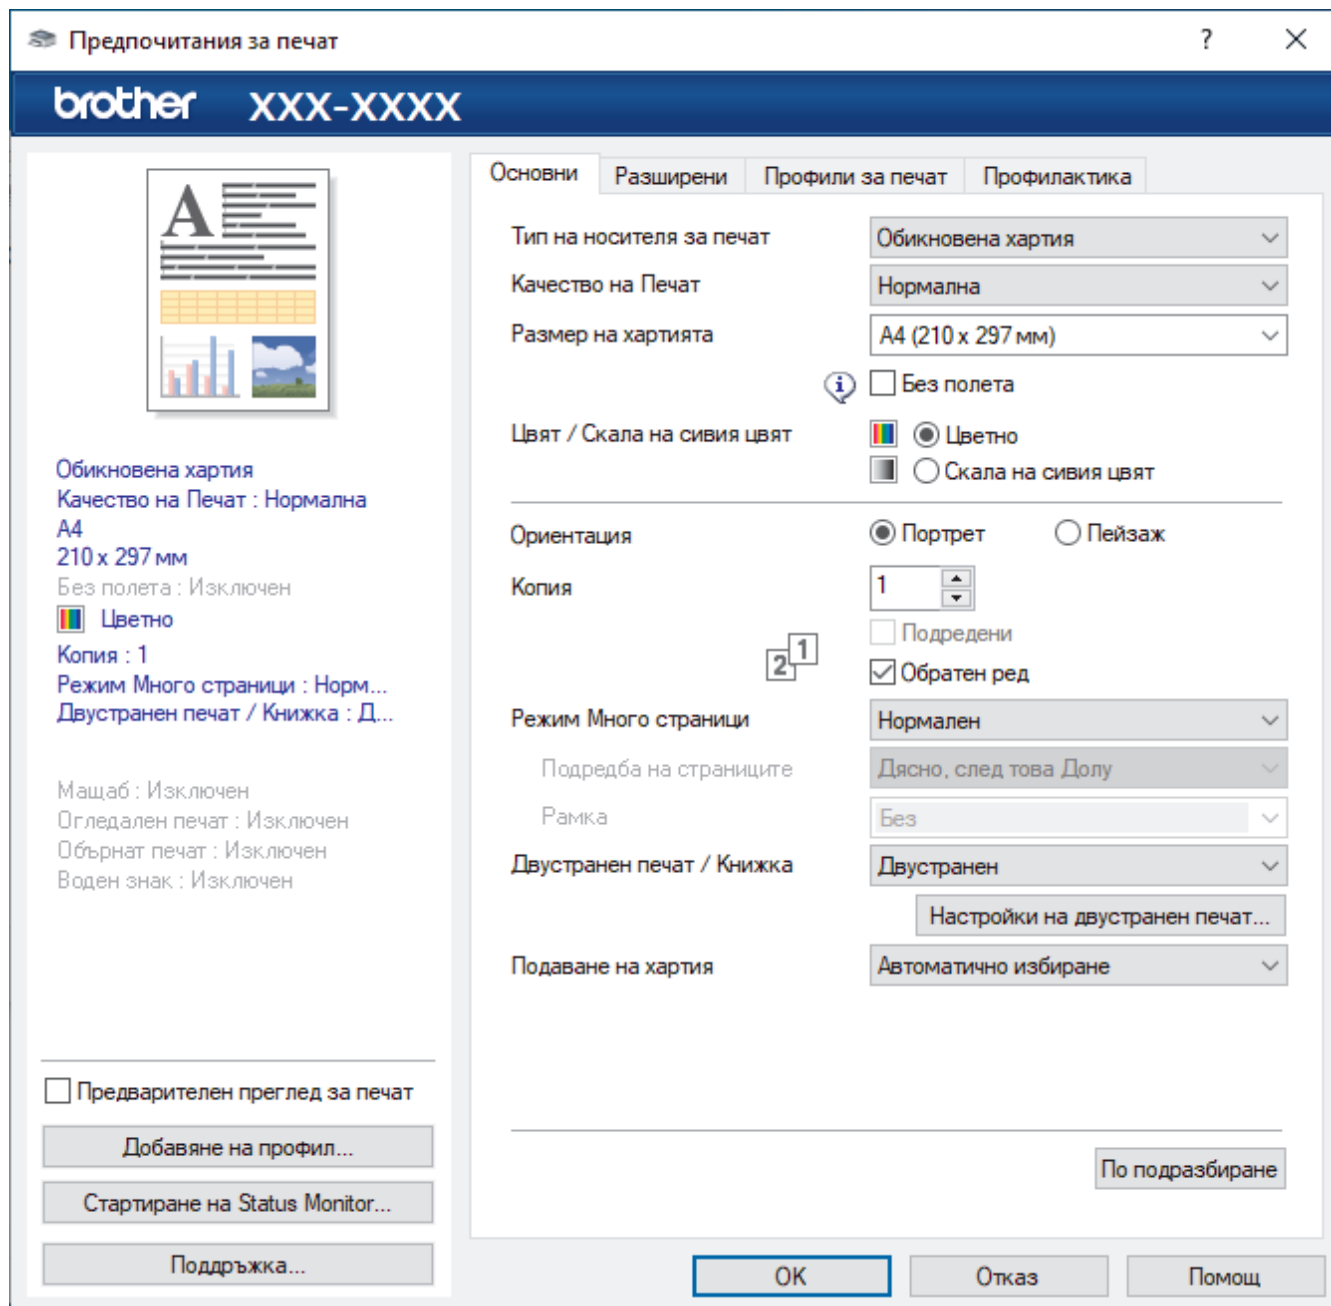 Предпочитания за печат
?
brother XXX-XXXX
A
Обикновена хартия
Качество на Печат : Нормална
A4
210 x 297 мм
Без полета : Изключен
Цветно
Копия : 1
Режим Много страници : Норм...
Двустранен печат / Книжка : Д...
Мащаб : Изключен
Огледален печат : Изключен
Обърнат печат : Изключен
Воден знак : Изключен
Предварителен преглед за печат
Добавяне на профил...
Стартиране на Status Monitor...
Поддръжка...
Основни Разширени Профили за печат Профилактика
Тип на носителя за печат Обикновена хартия
Качество на Печат Нормална
Размер на хартията A4 (210 x 297 мм)
i Без полета
Цвят / Скала на сивия цвят Цветно
Скала на сивия цвят
Ориентация Портрет Пейзаж
Копия 1
Подредени
2 1
Обратен ред
Режим Много страници Нормален
Подредба на страниците Дясно, след това Долу
Рамка Без
Двустранен печат / Книжка Двустранен
Настройки на двустранен печат...
Подаване на хартия Автоматично избиране
По подразбиране
OK Отказ Помощ